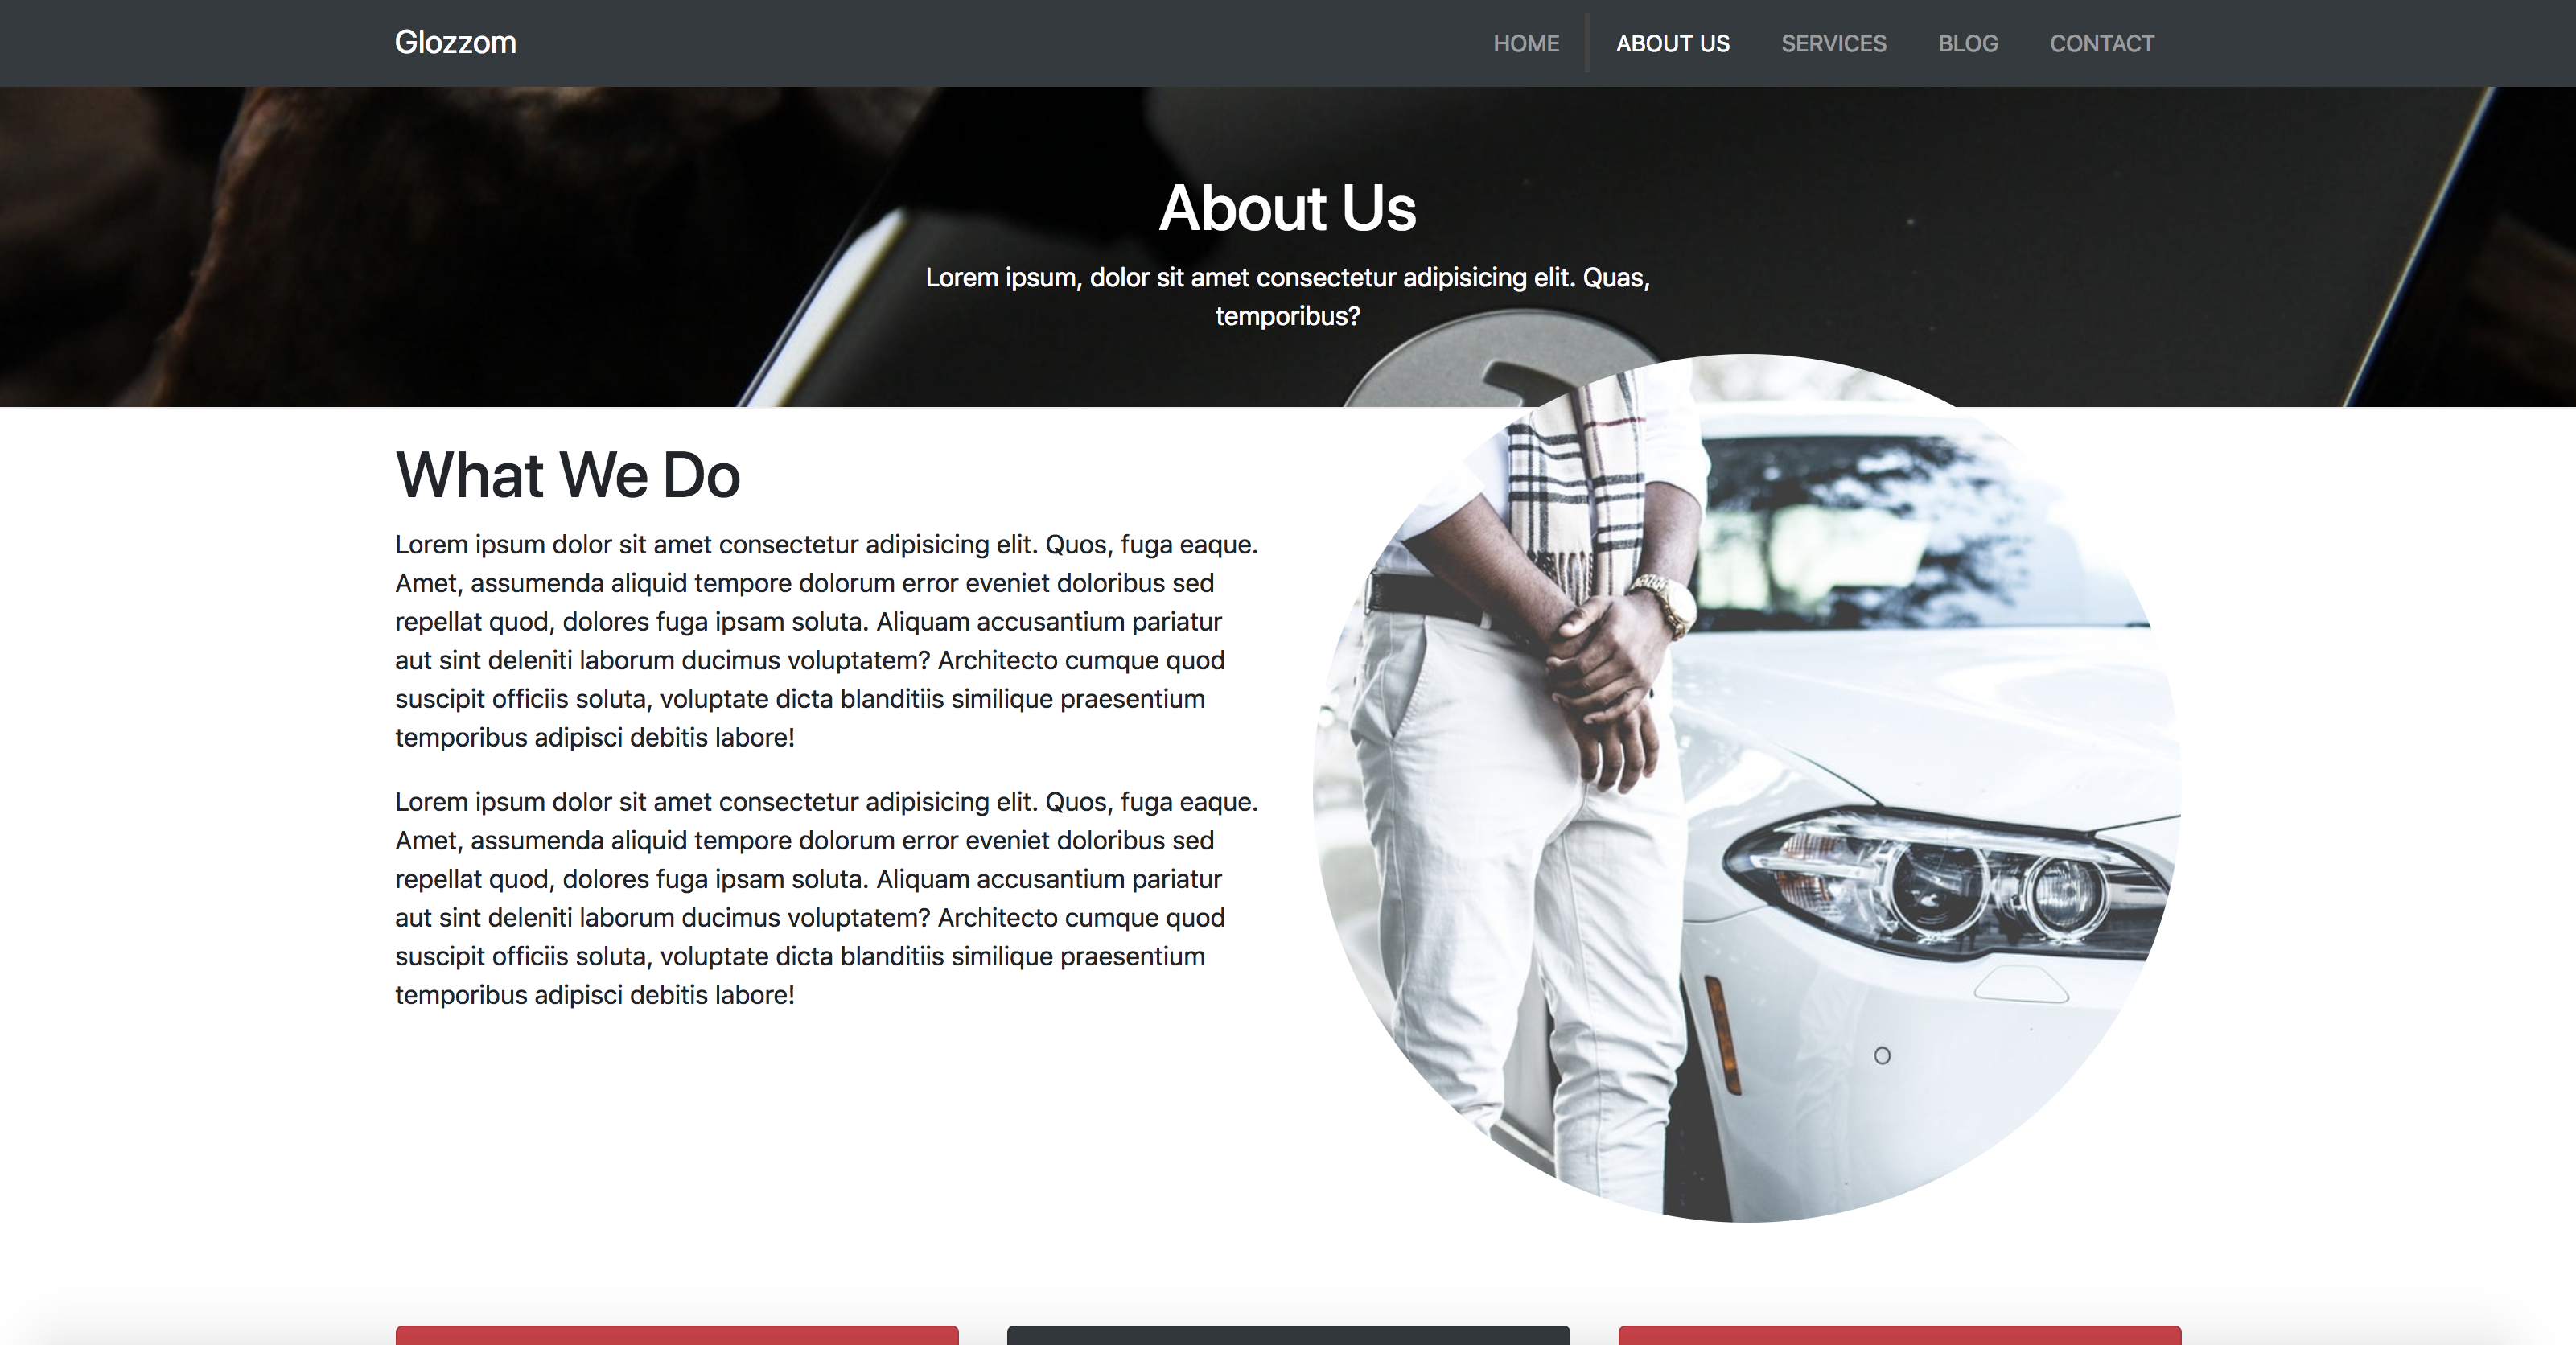 Glozzom
HOME ABOUT US SERVICES BLOG CONTACT
About Us
Lorem ipsum, dolor sit amet consectetur adipisicing elit. Quas,
temporibus?
What We Do
Lorem ipsum dolor sit amet consectetur adipisicing elit. Quos, fuga eaque.
Amet, assumenda aliquid tempore dolorum error eveniet doloribus sed
repellat quod, dolores fuga ipsam soluta. Aliquam accusantium pariatur
aut sint deleniti laborum ducimus voluptatem? Architecto cumque quod
suscipit officiis soluta, voluptate dicta blanditiis similique praesentium
temporibus adipisci debitis labore!
Lorem ipsum dolor sit amet consectetur adipisicing elit. Quos, fuga eaque.
Amet, assumenda aliquid tempore dolorum error eveniet doloribus sed
repellat quod, dolores fuga ipsam soluta. Aliquam accusantium pariatur
aut sint deleniti laborum ducimus voluptatem? Architecto cumque quod
suscipit officiis soluta, voluptate dicta blanditiis similique praesentium
temporibus adipisci debitis labore!